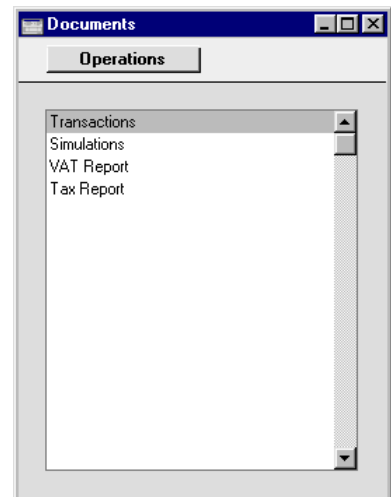 Documents
Operations
Transactions
Simulations
VAT Report
Tax Report